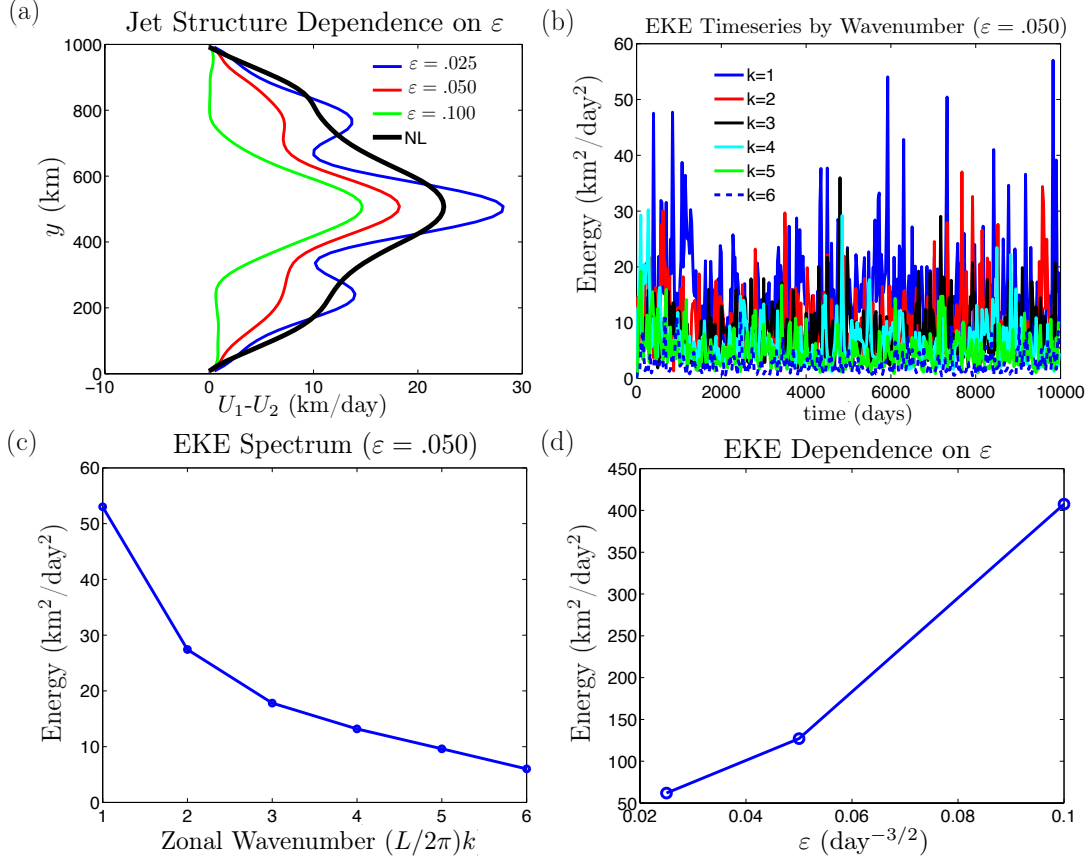 (a)
Jet Structure Dependence on ε
1000
800
600
400
200
0
y (km)
ε = .025
ε = .050
ε = .100
NL
−10
0
10
20
30
U₁-U₂ (km/day)
(b)
EKE Timeseries by Wavenumber (ε = .050)
60
50
40
30
20
10
0
Energy (km²/day²)
k=1
k=2
k=3
k=4
k=5
k=6
0
2000
4000
6000
8000
10000
time (days)
(c)
EKE Spectrum (ε = .050)
60
50
40
30
20
10
0
Energy (km²/day²)
1
2
3
4
5
6
Zonal Wavenumber (L/2π)k
(d)
EKE Dependence on ε
450
400
350
300
250
200
150
100
50
Energy (km²/day²)
0.02
0.04
0.06
0.08
0.1
ε (day⁻³/²)